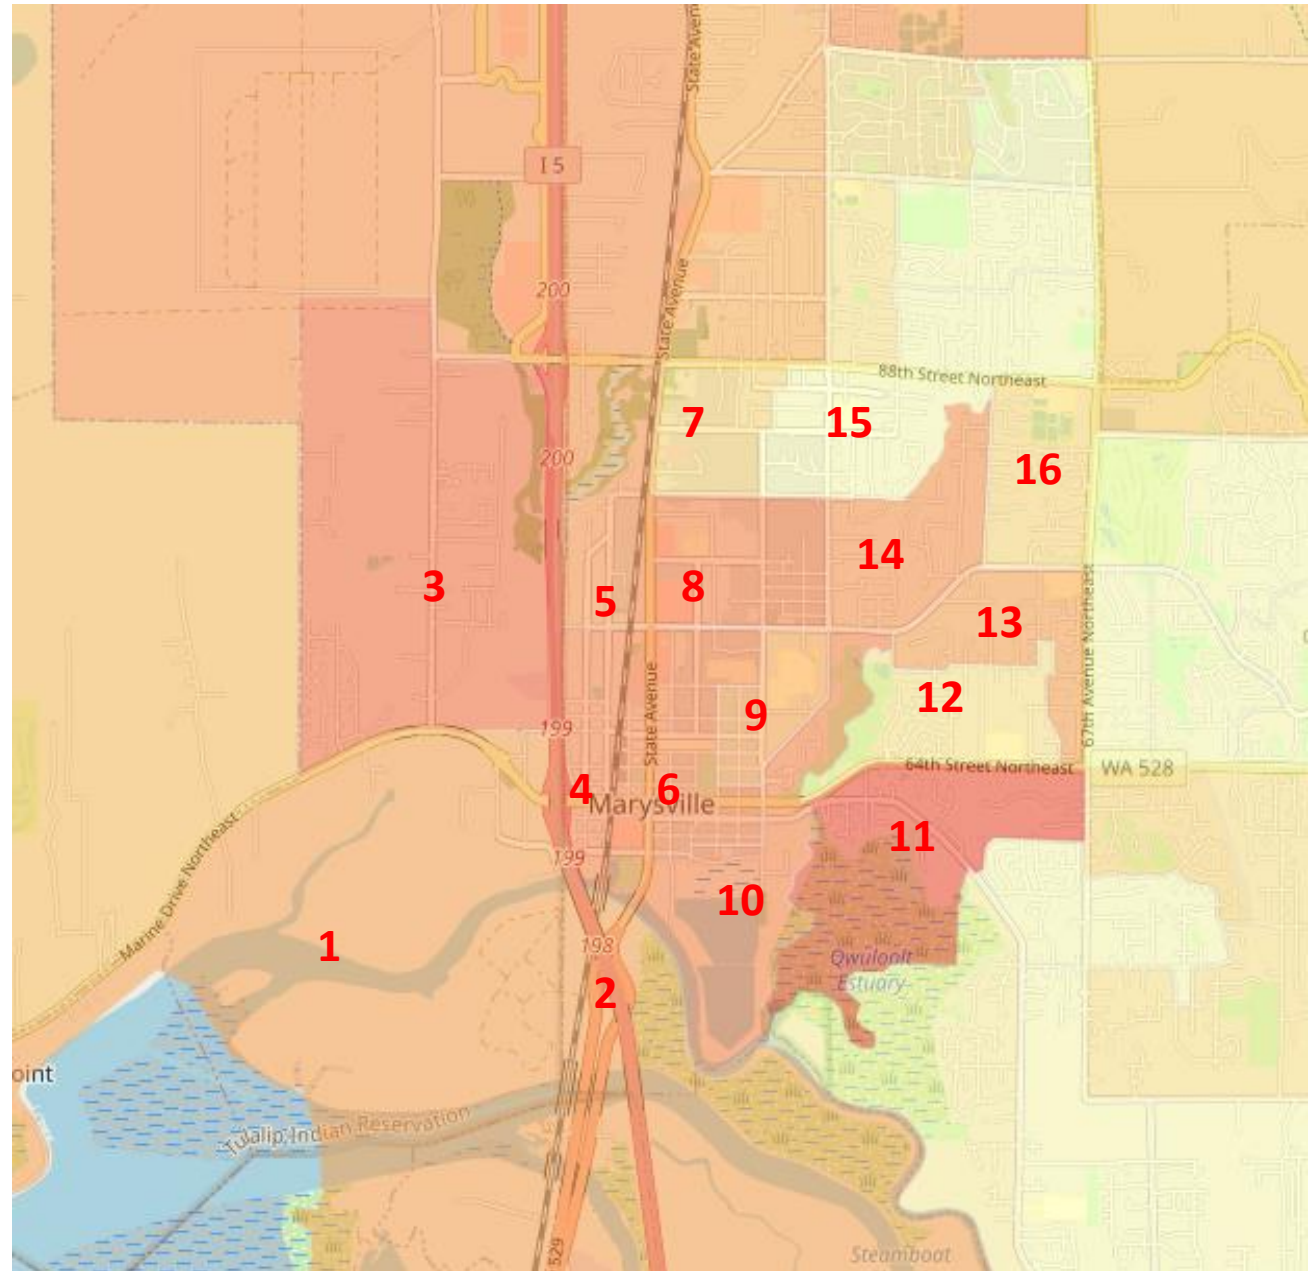 State Aven
I 5
200
State Avenue
88th Street Northeast
7
15
200
16
14
3
5
8
13
67th Avenue Northeast
12
9
State Avenue
199
64th Street Northeast
WA 528
4
6
Marysville
11
199
Marine Drive Northeast
10
1
198
Qwuloolt
Estuary
2
oint
Tulalip Indian Reservation
529
Steamboat